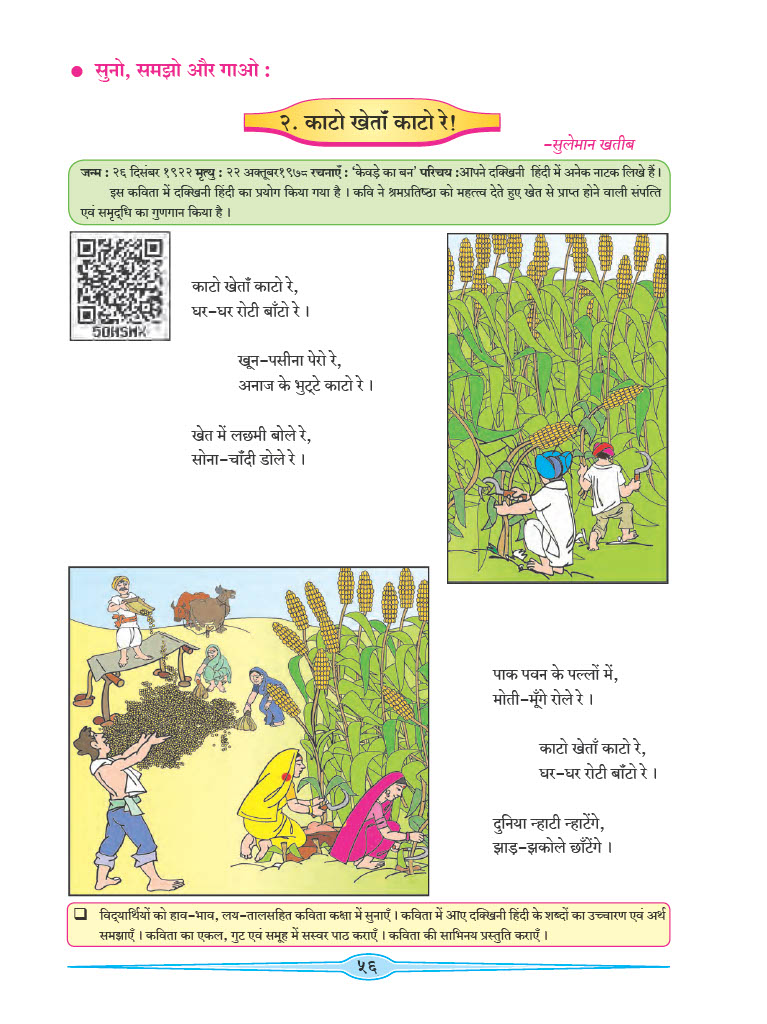 ● सुनो, समझो और गाओ :
२. काटो खेताँ काटो रे!
–सुलेमान खतीब
जन्म : २६ दिसंबर १९२२ मृत्यु : २२ अक्तूबर१९७८ रचनाएँ : ‘केवड़े का बन’ परिचय :आपने दक्खिनी हिंदी में अनेक नाटक लिखे हैं ।
इस कविता में दक्खिनी हिंदी का प्रयोग किया गया है । कवि ने श्रमप्रतिष्ठा को महत्त्व देते हुए खेत से प्राप्त होने वाली संपत्ति
एवं समृद्धि का गुणगान किया है ।
5QHSMX
काटो खेताँ काटो रे,
घर-घर रोटी बाँटो रे ।
खून-पसीना पेरो रे,
अनाज के भुट्टे काटो रे ।
खेत में लछमी बोले रे,
सोना-चाँदी डोले रे ।
पाक पवन के पल्लों में,
मोती-मूँगे रोले रे ।
काटो खेताँ काटो रे,
घर-घर रोटी बाँटो रे ।
दुनिया न्हाटी न्हाटेंगे,
झाड़-झकोले छाँटेंगे ।
❑ विद्यार्थियों को हाव-भाव, लय-तालसहित कविता कक्षा में सुनाएँ । कविता में आए दक्खिनी हिंदी के शब्दों का उच्चारण एवं अर्थ
समझाएँ । कविता का एकल, गुट एवं समूह में सस्वर पाठ कराएँ । कविता की साभिनय प्रस्तुति कराएँ ।
५६